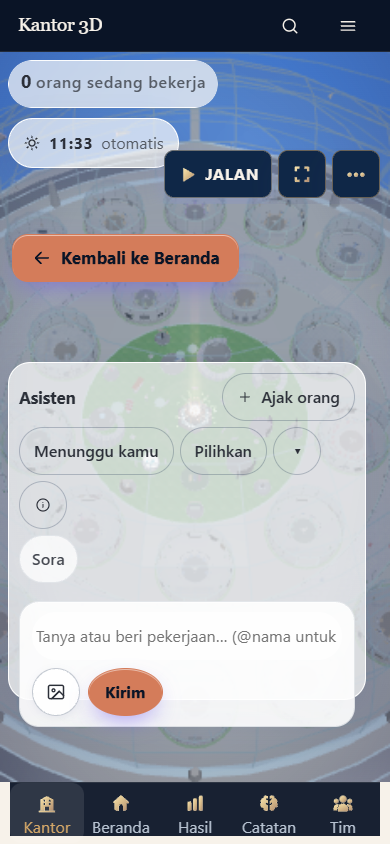 Kantor 3D
0 orang sedang bekerja
11:33 otomatis
JALAN
Kembali ke Beranda
Asisten
Ajak orang
Menunggu kamu
Pilihkan
Sora
Tanya atau beri pekerjaan... (@nama untuk
Kirim
Kantor
Beranda
Hasil
Catatan
Tim